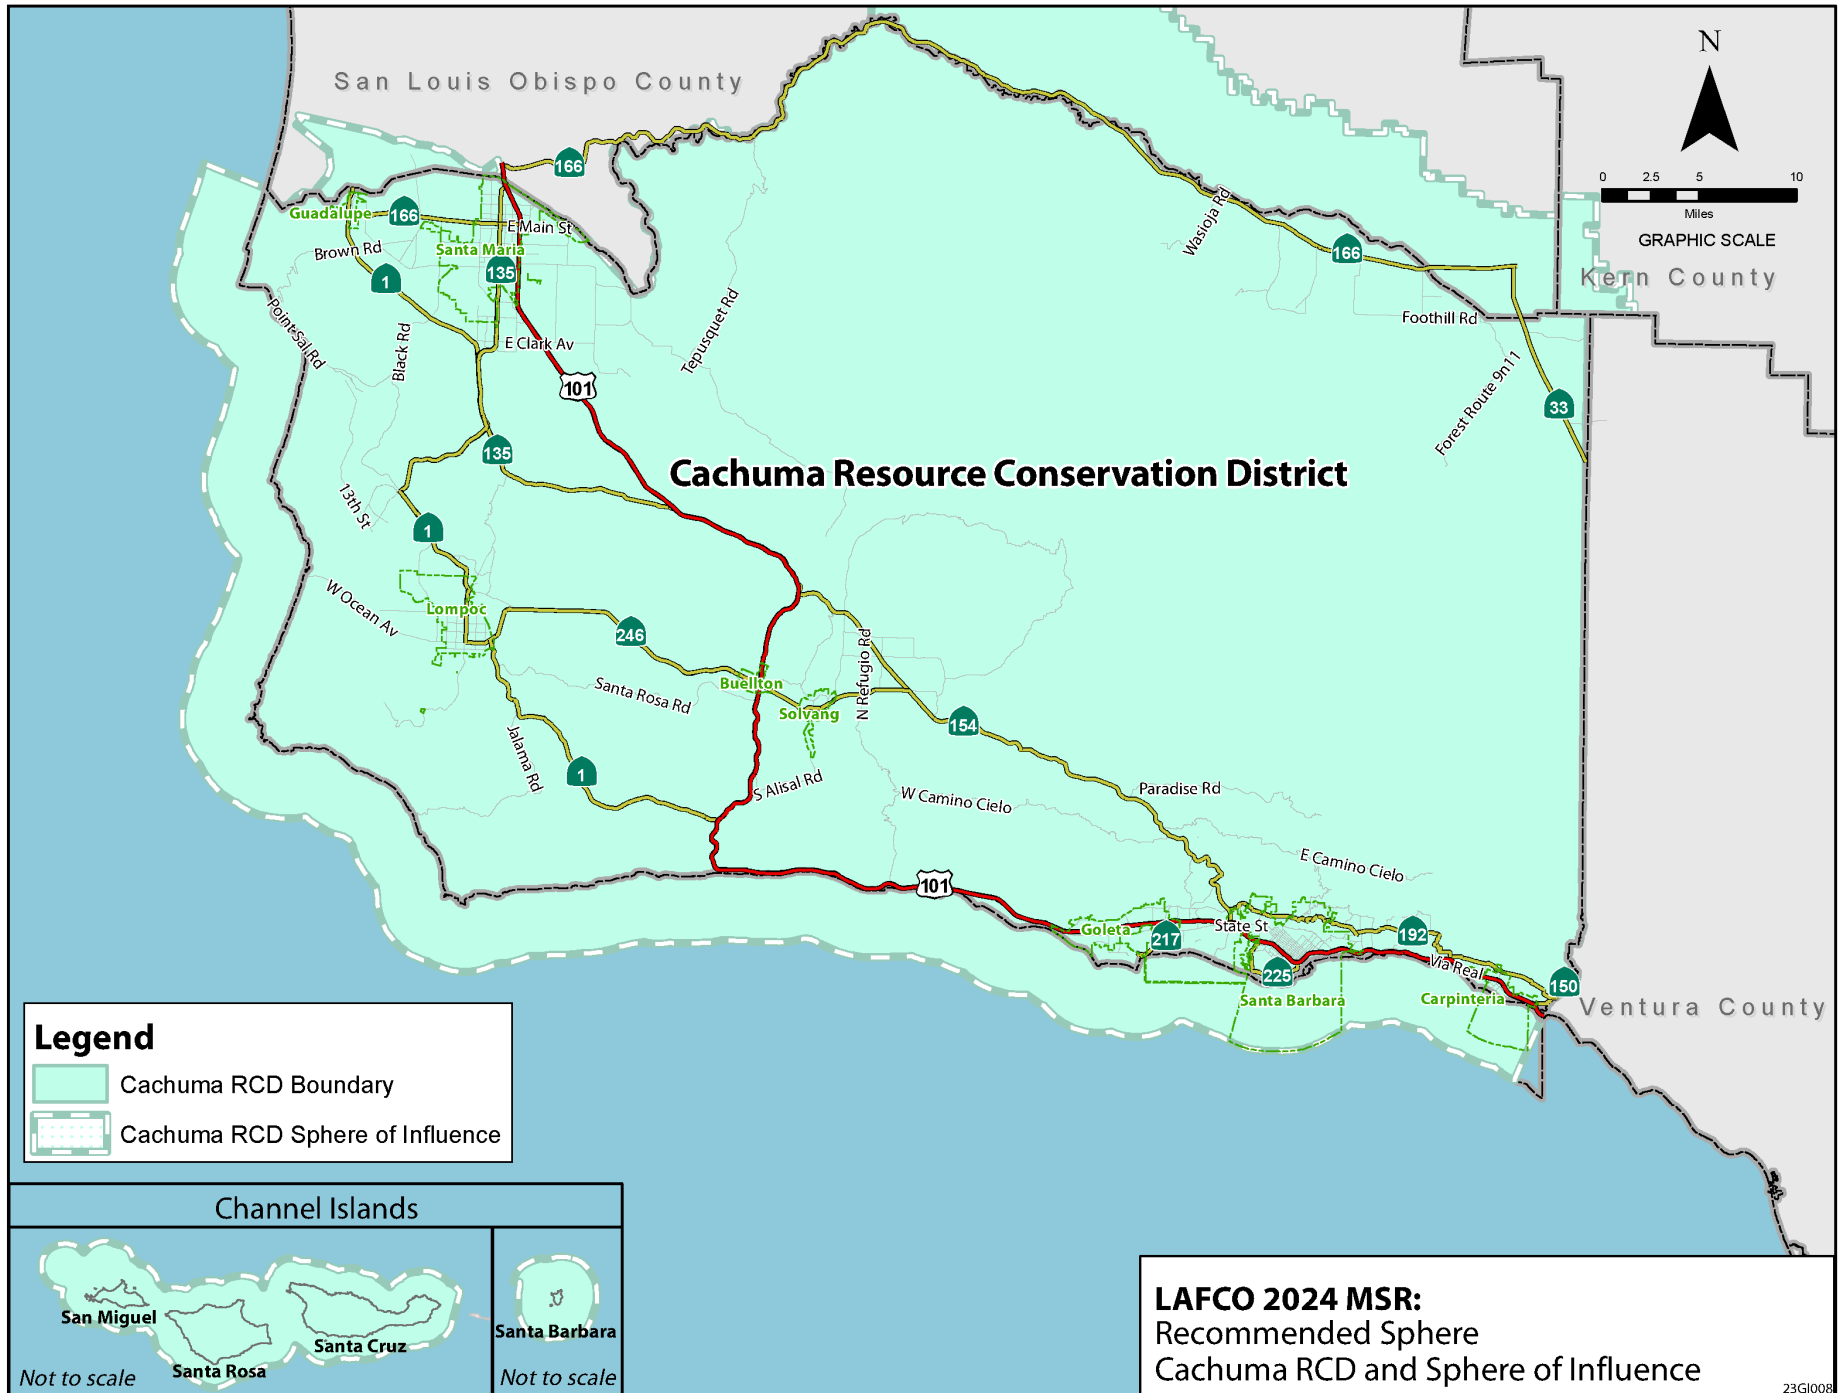 San Louis Obispo County
N
0 2.5 5 10
Miles
GRAPHIC SCALE
Kern County
166
Guadalupe
166
E Main St
Brown Rd
Santa Maria
135
1
Wasioja Rd
166
Point Sal Rd
Black Rd
E Clark Av
Tepusquet Rd
Foothill Rd
101
Forest Route 9n11
33
135
Cachuma Resource Conservation District
13th St
1
W Ocean Av
Lompoc
246
Santa Rosa Rd
Buellton
Solvang
N Refugio Rd
154
Jalama Rd
1
S Alisal Rd
W Camino Cielo
Paradise Rd
E Camino Cielo
101
Goleta
217
State St
192
225
Via Real
150
Santa Barbara
Carpinteria
Ventura County
Legend
Cachuma RCD Boundary
Cachuma RCD Sphere of Influence
Channel Islands
San Miguel
Santa Rosa
Santa Cruz
Not to scale
Santa Barbara
Not to scale
LAFCO 2024 MSR:
Recommended Sphere
Cachuma RCD and Sphere of Influence
23GI008